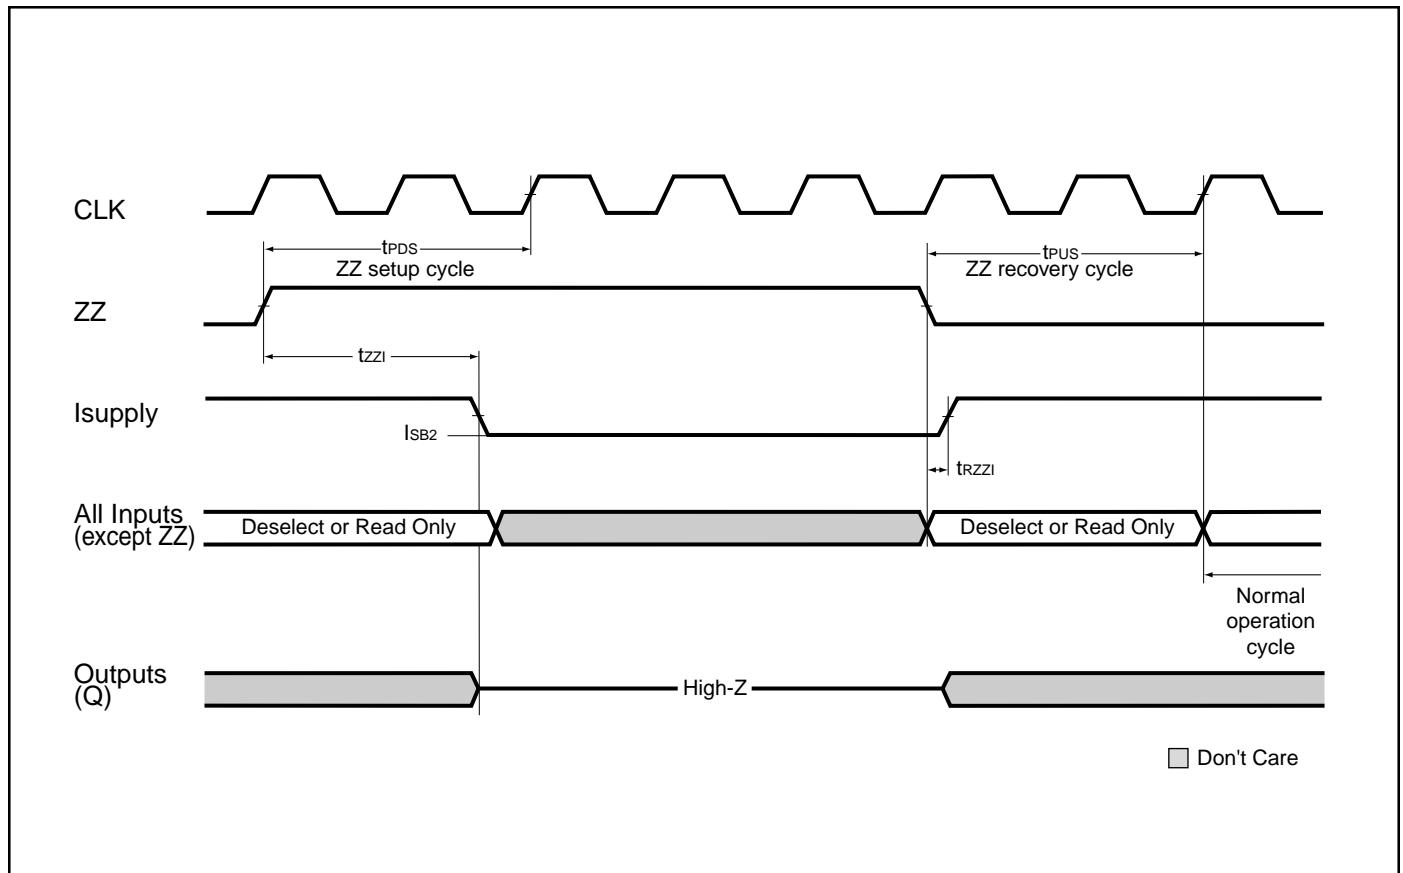 CLK
tPDS
ZZ setup cycle
tPUS
ZZ recovery cycle
ZZ
tZZI
Isupply
ISB2
tRZZI
All Inputs
(except ZZ)
Deselect or Read Only
Deselect or Read Only
Normal
operation
cycle
Outputs
(Q)
High-Z
Don't Care